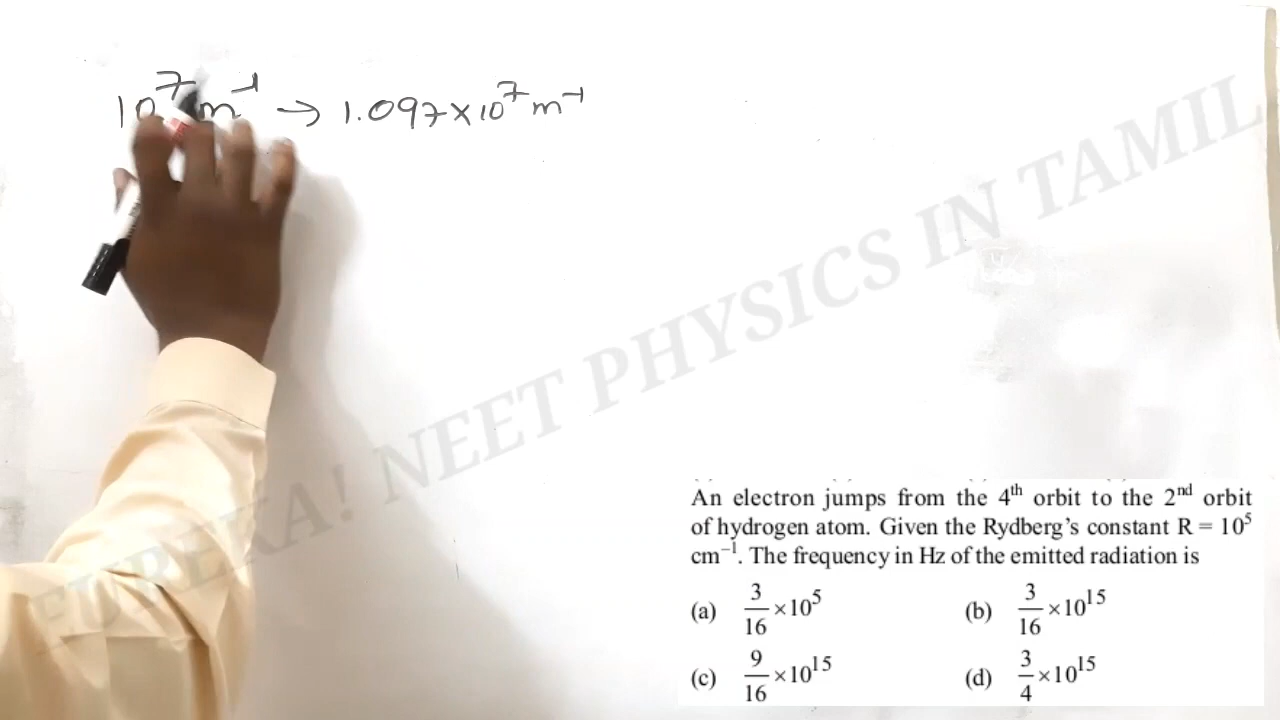 10⁷ m⁻¹ → 1.097×10⁷ m⁻¹
EUREKA! NEET PHYSICS IN TAMIL
An electron jumps from the 4ᵗʰ orbit to the 2ⁿᵈ orbit
of hydrogen atom. Given the Rydberg's constant R = 10⁵
cm⁻¹. The frequency in Hz of the emitted radiation is
(a) 3/16 ×10⁵ (b) 3/16 ×10¹⁵
(c) 9/16 ×10¹⁵ (d) 3/4 ×10¹⁵